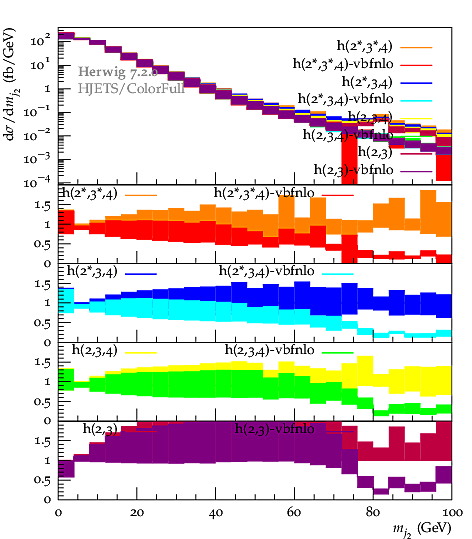 dσ/dm_{j_2} (fb/GeV)
10^2
10^1
1
10^{-1}
10^{-2}
10^{-3}
10^{-4}
Herwig 7.2.0
HJETS/ColorFull
h(2*,3*,4)
h(2*,3*,4)-vbfnlo
h(2*,3,4)
h(2*,3,4)-vbfnlo
h(2,3,4)
h(2,3,4)-vbfnlo
h(2,3)
h(2,3)-vbfnlo
h(2*,3*,4) h(2*,3*,4)-vbfnlo
1.5
1
0.5
0
h(2*,3,4) h(2*,3,4)-vbfnlo
1.5
1
0.5
0
h(2,3,4) h(2,3,4)-vbfnlo
1.5
1
0.5
0
h(2,3) h(2,3)-vbfnlo
1.5
1
0.5
0
0 20 40 60 80 100
m_{j_2} (GeV)